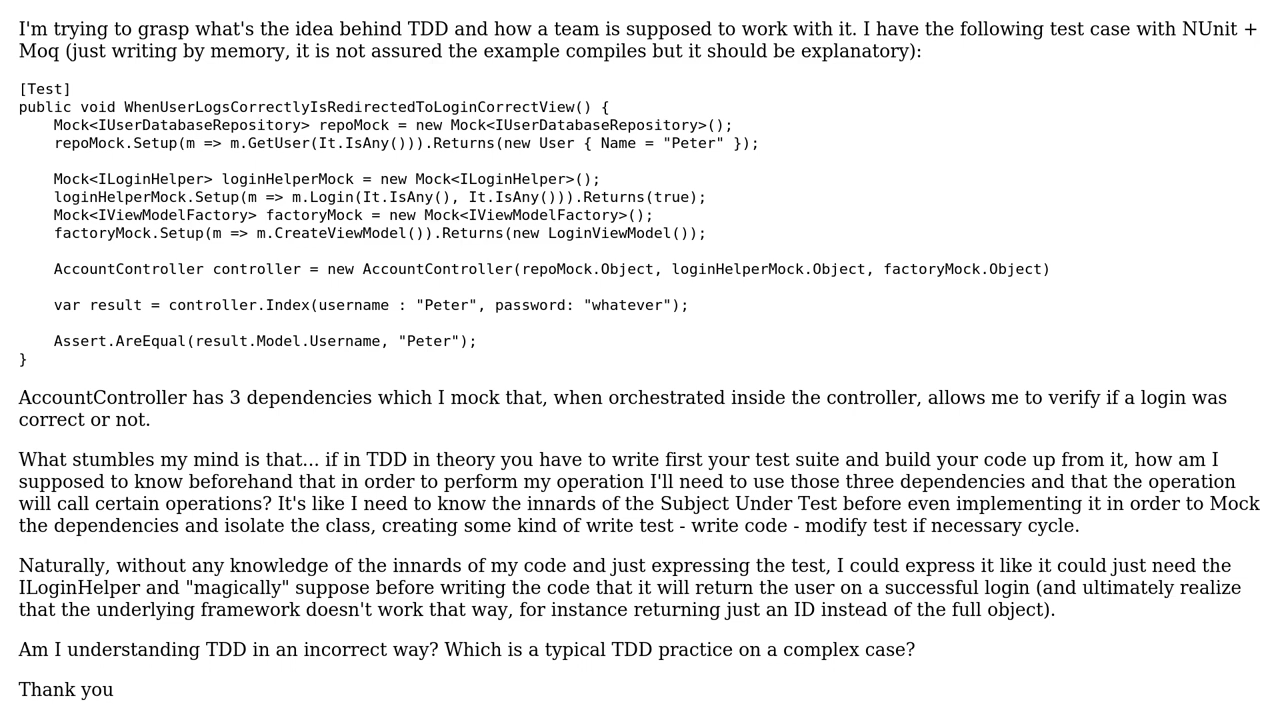 I'm trying to grasp what's the idea behind TDD and how a team is supposed to work with it. I have the following test case with NUnit +
Moq (just writing by memory, it is not assured the example compiles but it should be explanatory):
[Test]
public void WhenUserLogsCorrectlyIsRedirectedToLoginCorrectView() {
    Mock<IUserDatabaseRepository> repoMock = new Mock<IUserDatabaseRepository>();
    repoMock.Setup(m => m.GetUser(It.IsAny())).Returns(new User { Name = "Peter" });
    Mock<ILoginHelper> loginHelperMock = new Mock<ILoginHelper>();
    loginHelperMock.Setup(m => m.Login(It.IsAny(), It.IsAny())).Returns(true);
    Mock<IViewModelFactory> factoryMock = new Mock<IViewModelFactory>();
    factoryMock.Setup(m => m.CreateViewModel()).Returns(new LoginViewModel());
    AccountController controller = new AccountController(repoMock.Object, loginHelperMock.Object, factoryMock.Object)
    var result = controller.Index(username : "Peter", password: "whatever");
    Assert.AreEqual(result.Model.Username, "Peter");
}
AccountController has 3 dependencies which I mock that, when orchestrated inside the controller, allows me to verify if a login was
correct or not.
What stumbles my mind is that... if in TDD in theory you have to write first your test suite and build your code up from it, how am I
supposed to know beforehand that in order to perform my operation I'll need to use those three dependencies and that the operation
will call certain operations? It's like I need to know the innards of the Subject Under Test before even implementing it in order to Mock
the dependencies and isolate the class, creating some kind of write test - write code - modify test if necessary cycle.
Naturally, without any knowledge of the innards of my code and just expressing the test, I could express it like it could just need the
ILoginHelper and "magically" suppose before writing the code that it will return the user on a successful login (and ultimately realize
that the underlying framework doesn't work that way, for instance returning just an ID instead of the full object).
Am I understanding TDD in an incorrect way? Which is a typical TDD practice on a complex case?
Thank you